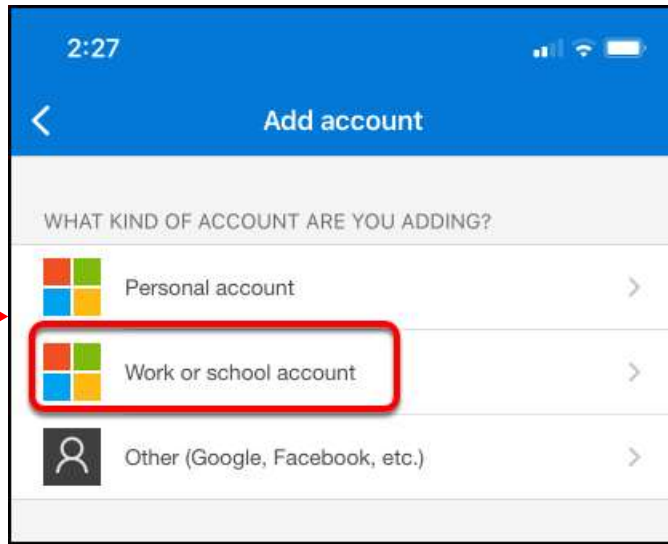 2:27
Add account
WHAT KIND OF ACCOUNT ARE YOU ADDING?
Personal account
Work or school account
Other (Google, Facebook, etc.)